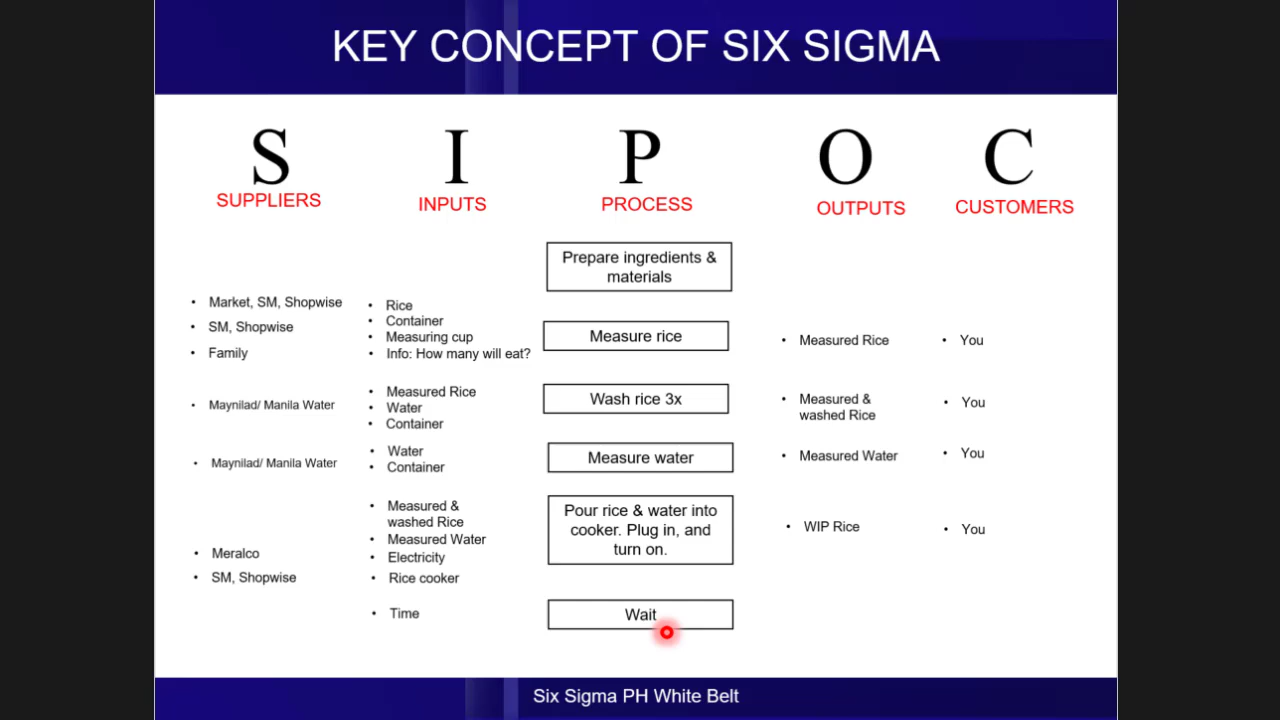 KEY CONCEPT OF SIX SIGMA
S I P O C
SUPPLIERS INPUTS PROCESS OUTPUTS CUSTOMERS
Prepare ingredients &
materials
• Market, SM, Shopwise
• SM, Shopwise
• Family
• Rice
• Container
• Measuring cup
• Info: How many will eat?
Measure rice
• Measured Rice
• You
• Maynilad/ Manila Water
• Measured Rice
• Water
• Container
Wash rice 3x
• Measured &
washed Rice
• You
• Maynilad/ Manila Water
• Water
• Container
Measure water
• Measured Water
• You
• Meralco
• SM, Shopwise
• Measured &
washed Rice
• Measured Water
• Electricity
• Rice cooker
Pour rice & water into
cooker. Plug in, and
turn on.
• WIP Rice
• You
• Time
Wait
Six Sigma PH White Belt